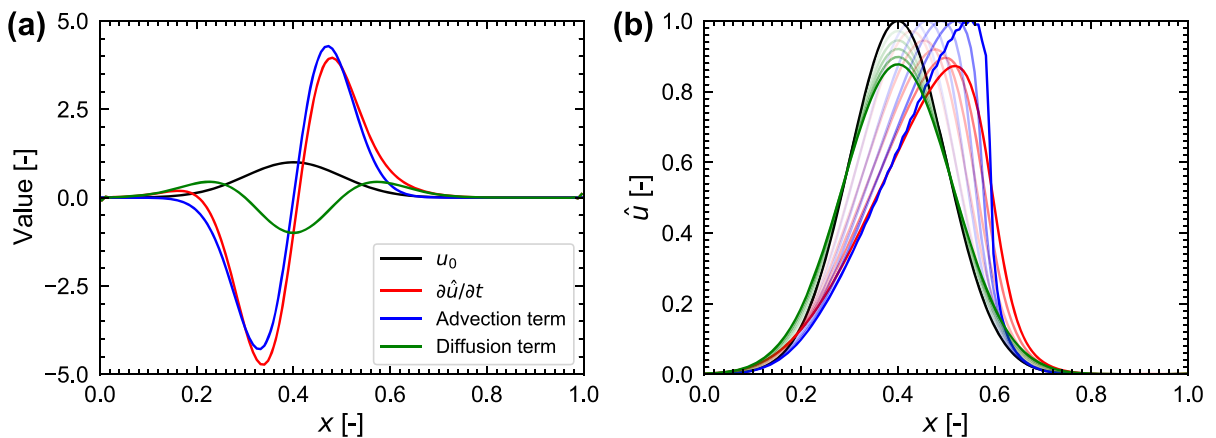 (a)
5.0
2.5
0.0
−2.5
−5.0
Value [-]
0.0 0.2 0.4 0.6 0.8 1.0
x [-]
u₀
∂û/∂t
Advection term
Diffusion term
(b)
1.0
0.8
0.6
0.4
0.2
0.0
û [-]
0.0 0.2 0.4 0.6 0.8 1.0
x [-]